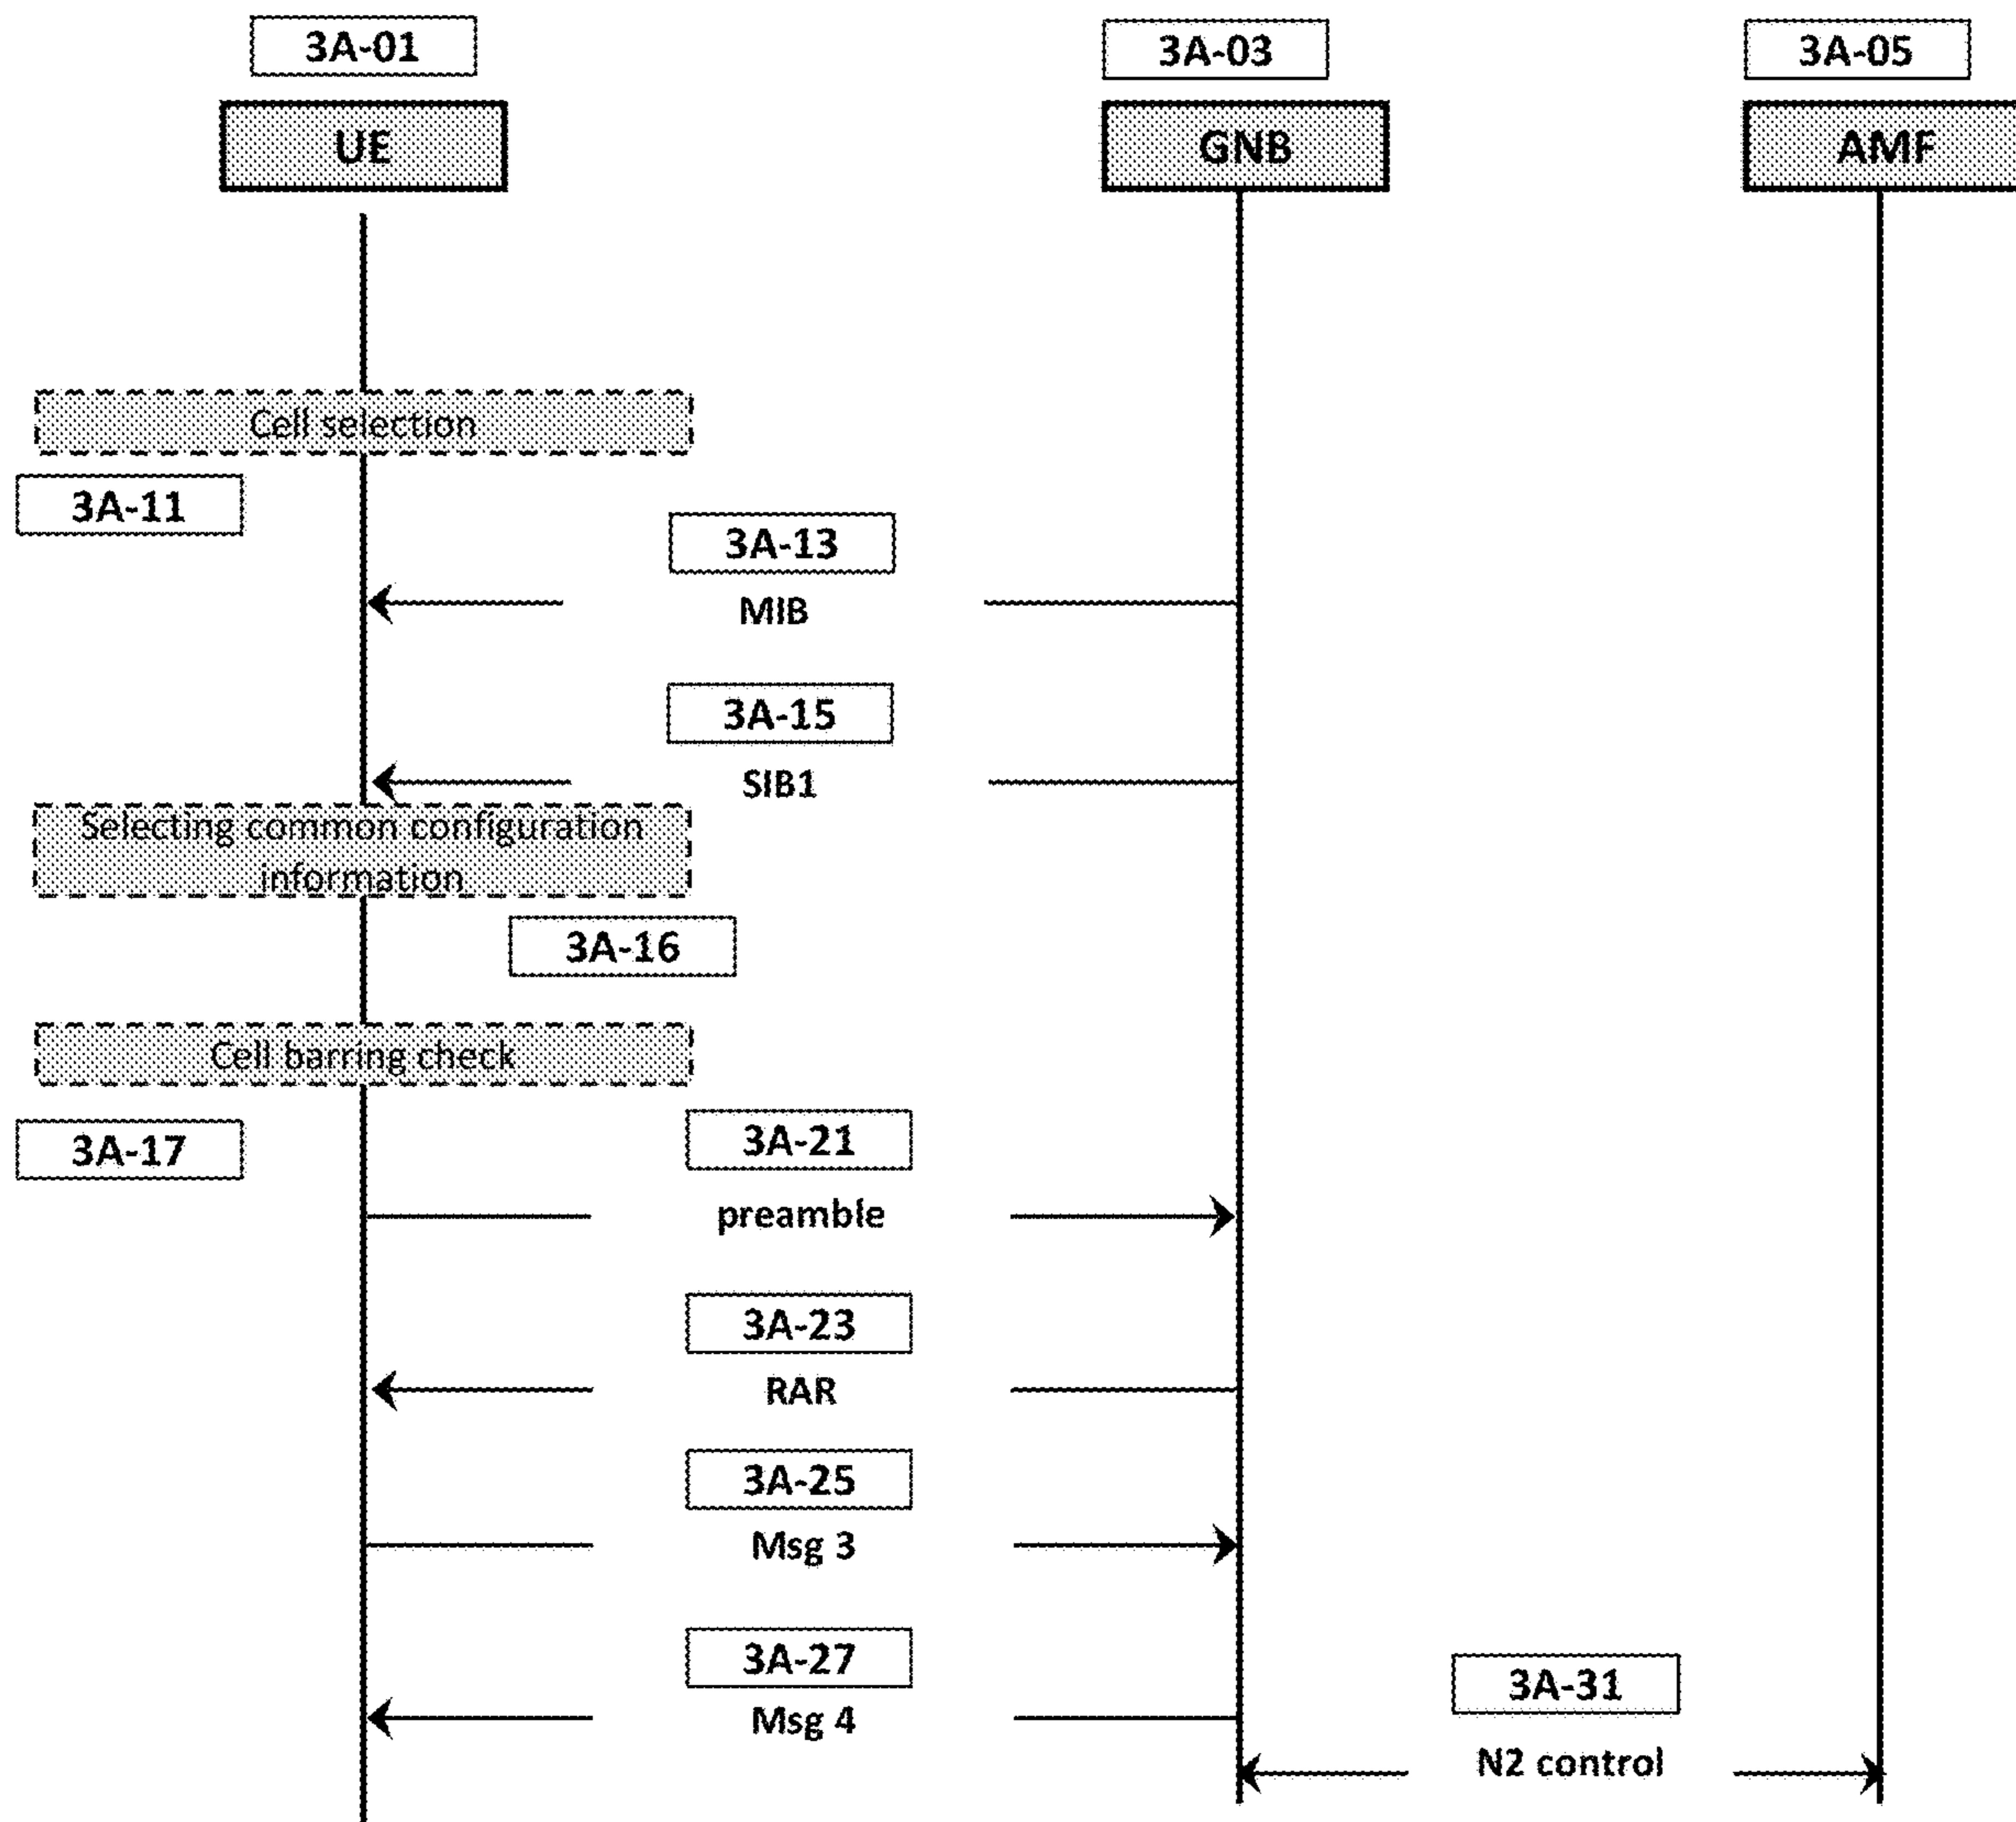 3A-01
3A-03
3A-05
UE
GNB
AMF
Cell selection
3A-11
3A-13
MIB
3A-15
SIB1
Selecting common configuration
information
3A-16
Cell barring check
3A-17
3A-21
preamble
3A-23
RAR
3A-25
Msg 3
3A-27
Msg 4
3A-31
N2 control